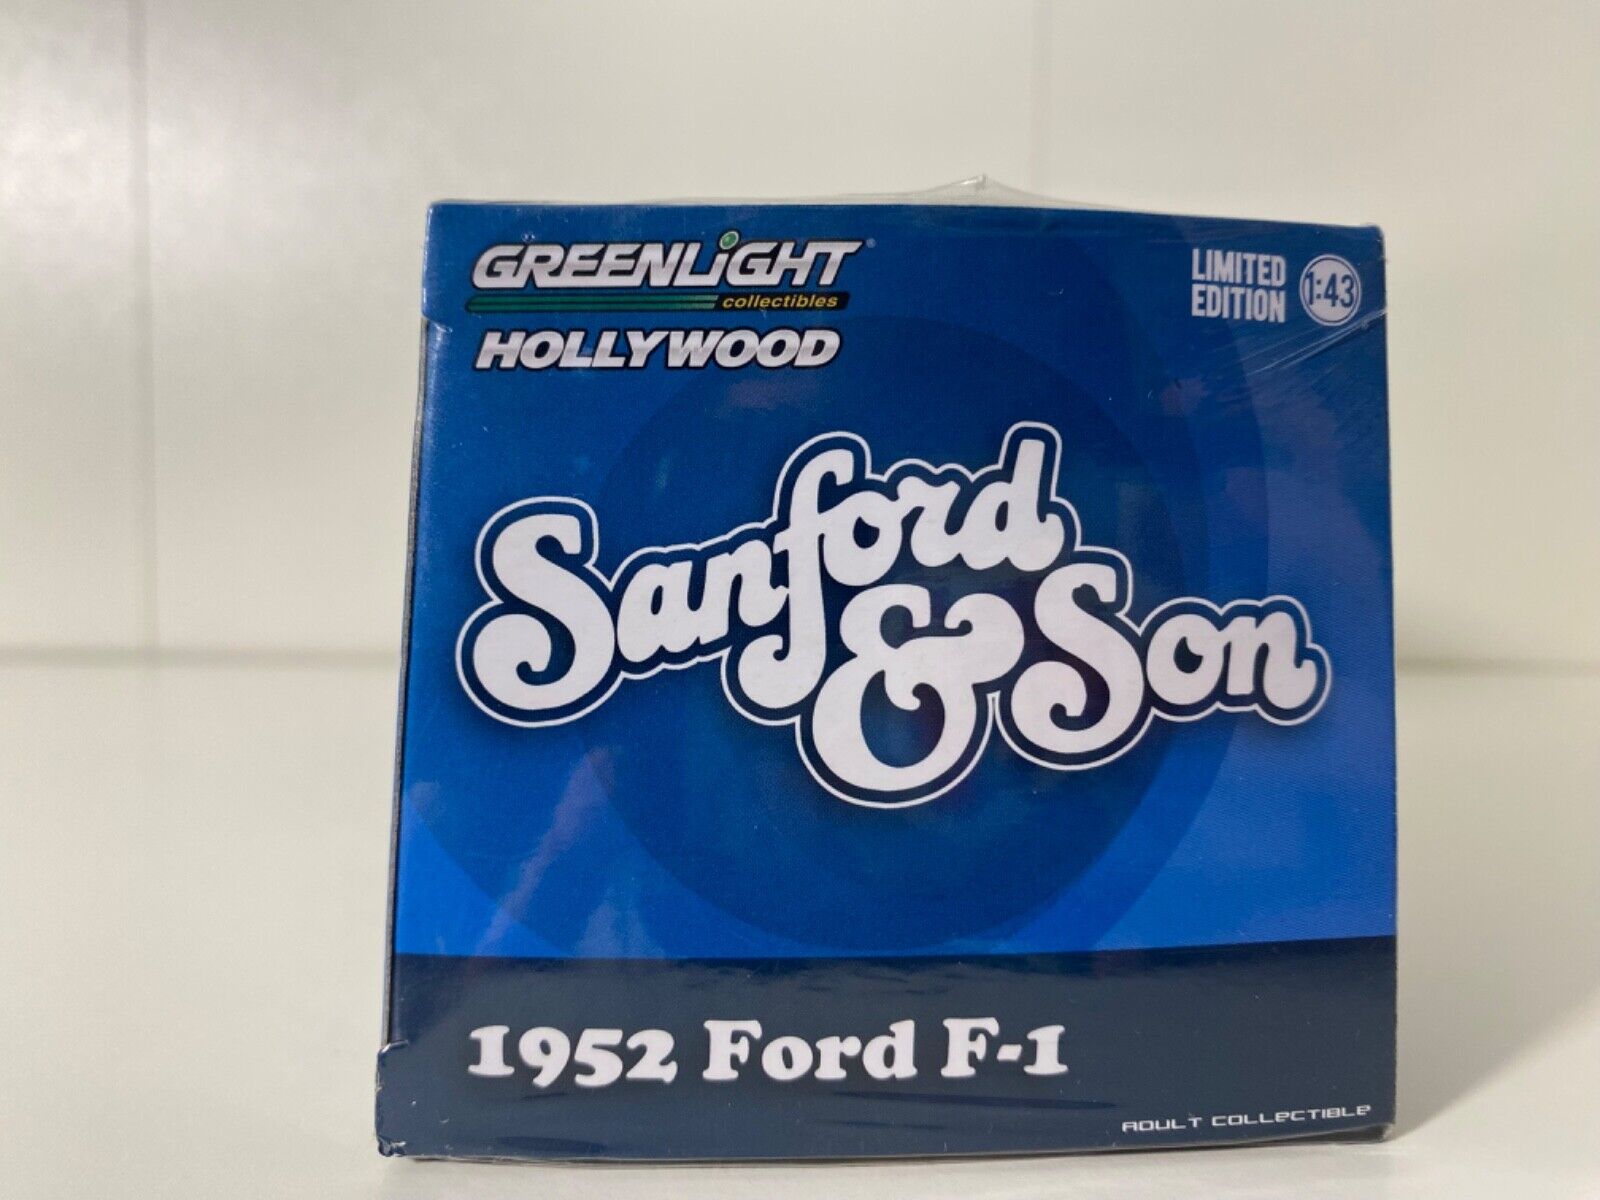 GREENLiGHT®
collectibles
HOLLYWOOD
LIMITED
EDITION
1:43
Sanford
& Son
1952 Ford F-1
ADULT COLLECTIBLE